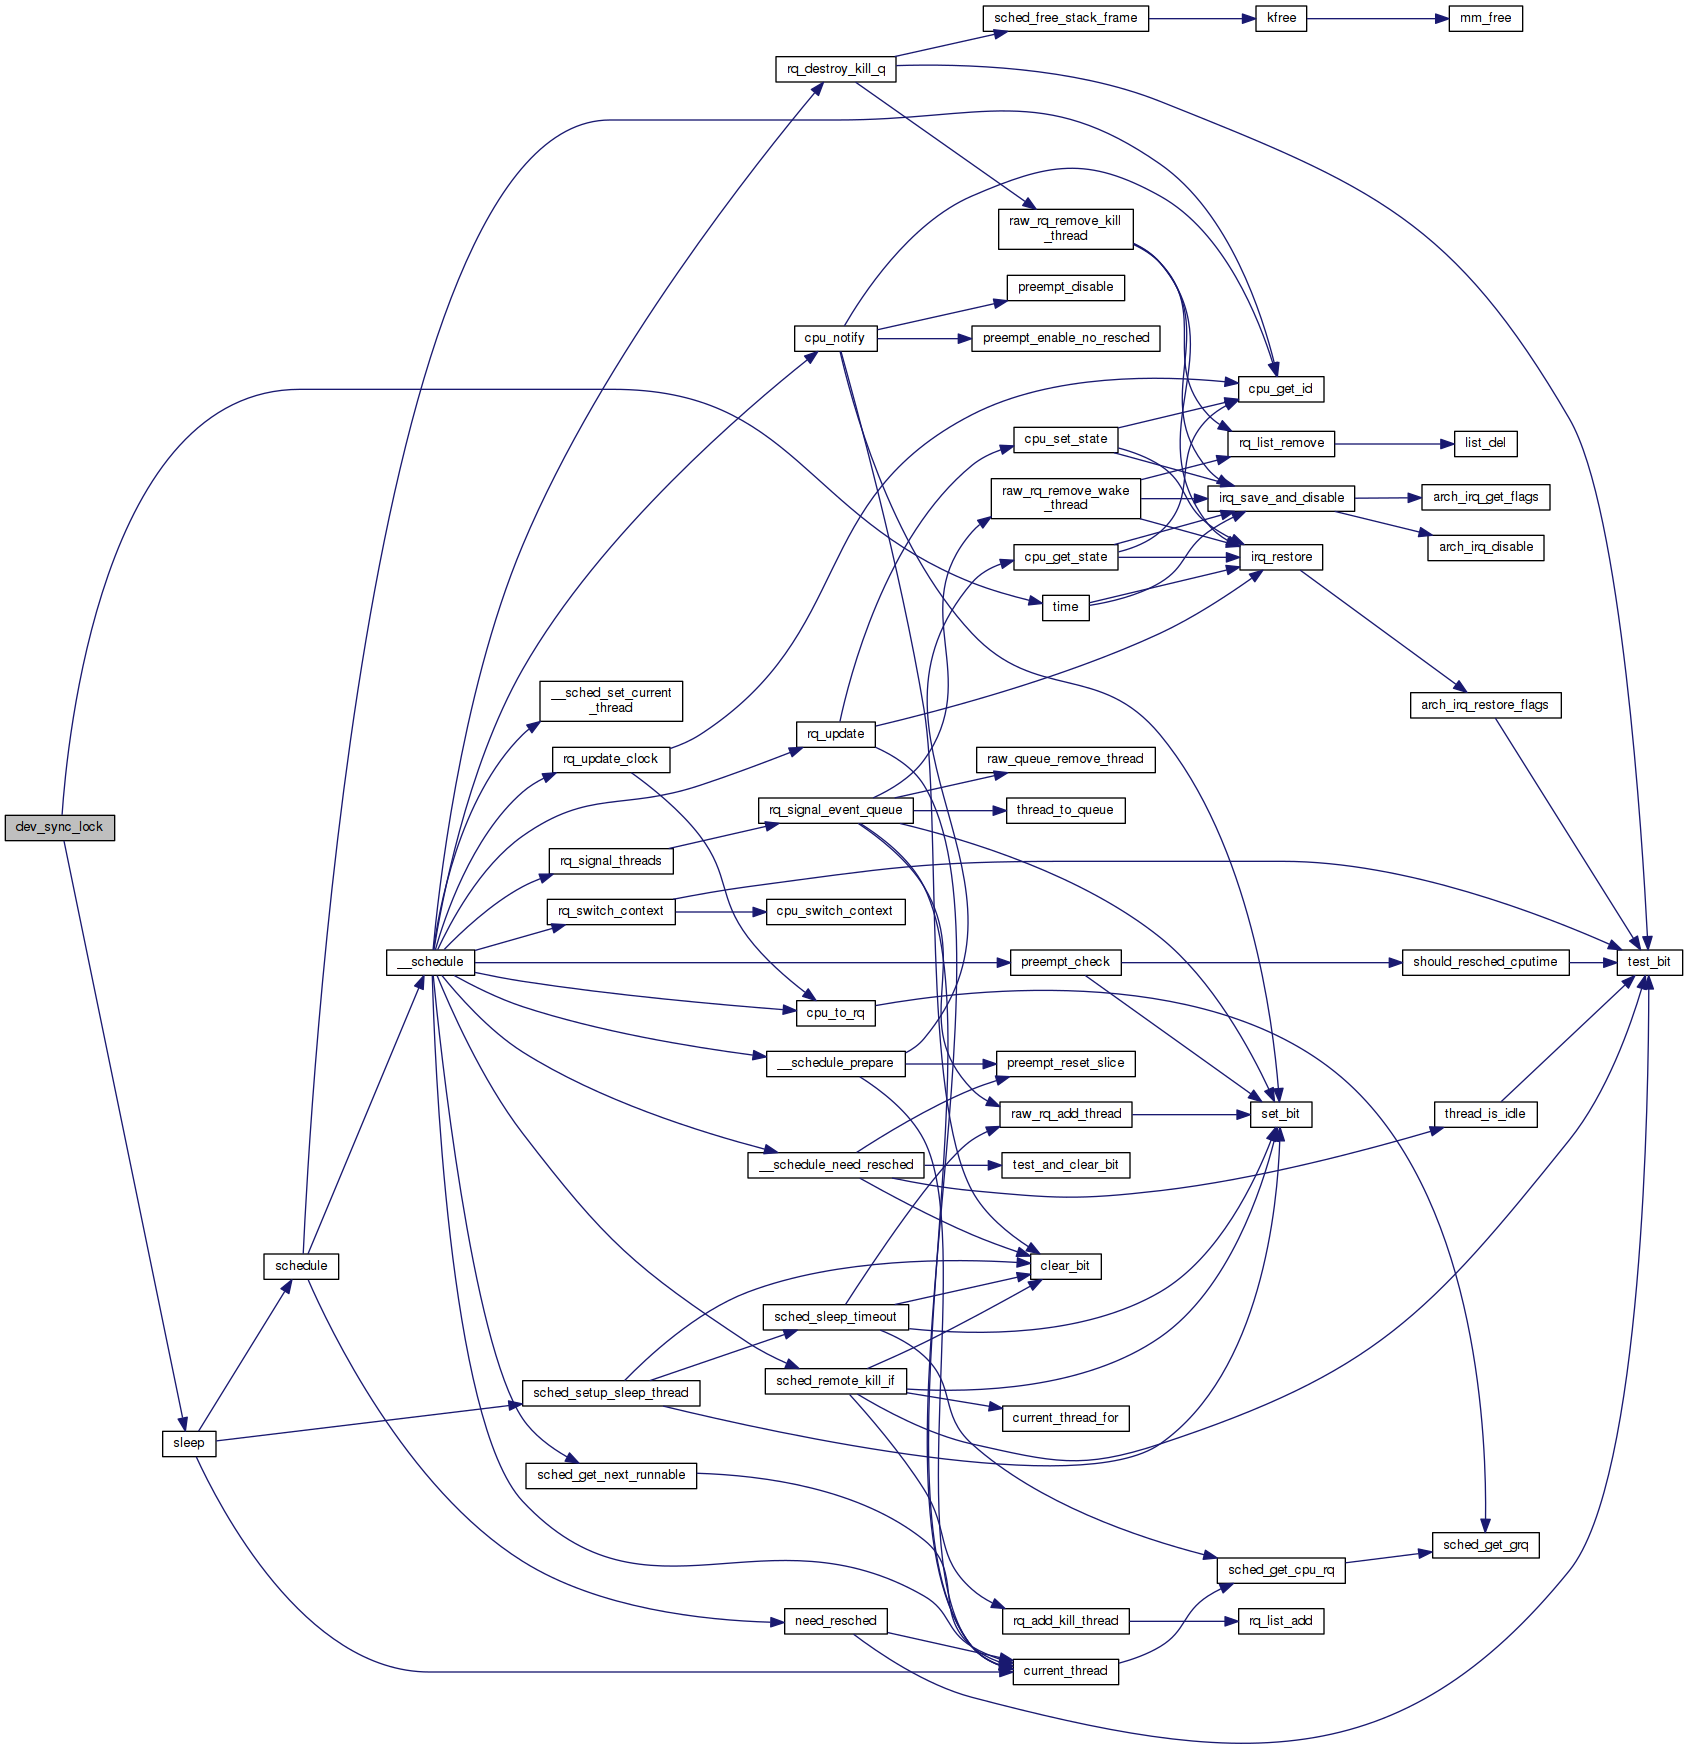 sched_free_stack_frame
kfree
mm_free
rq_destroy_kill_q
raw_rq_remove_kill
_thread
preempt_disable
cpu_notify
preempt_enable_no_resched
cpu_get_id
cpu_set_state
rq_list_remove
list_del
raw_rq_remove_wake
_thread
irq_save_and_disable
arch_irq_get_flags
arch_irq_disable
cpu_get_state
irq_restore
time
__sched_set_current
_thread
arch_irq_restore_flags
rq_update
rq_update_clock
raw_queue_remove_thread
rq_signal_event_queue
thread_to_queue
dev_sync_lock
rq_signal_threads
rq_switch_context
cpu_switch_context
__schedule
preempt_check
should_resched_cputime
test_bit
cpu_to_rq
__schedule_prepare
preempt_reset_slice
raw_rq_add_thread
set_bit
thread_is_idle
__schedule_need_resched
test_and_clear_bit
schedule
clear_bit
sched_sleep_timeout
sched_remote_kill_if
sched_setup_sleep_thread
current_thread_for
sleep
sched_get_next_runnable
sched_get_grq
sched_get_cpu_rq
need_resched
rq_add_kill_thread
rq_list_add
current_thread